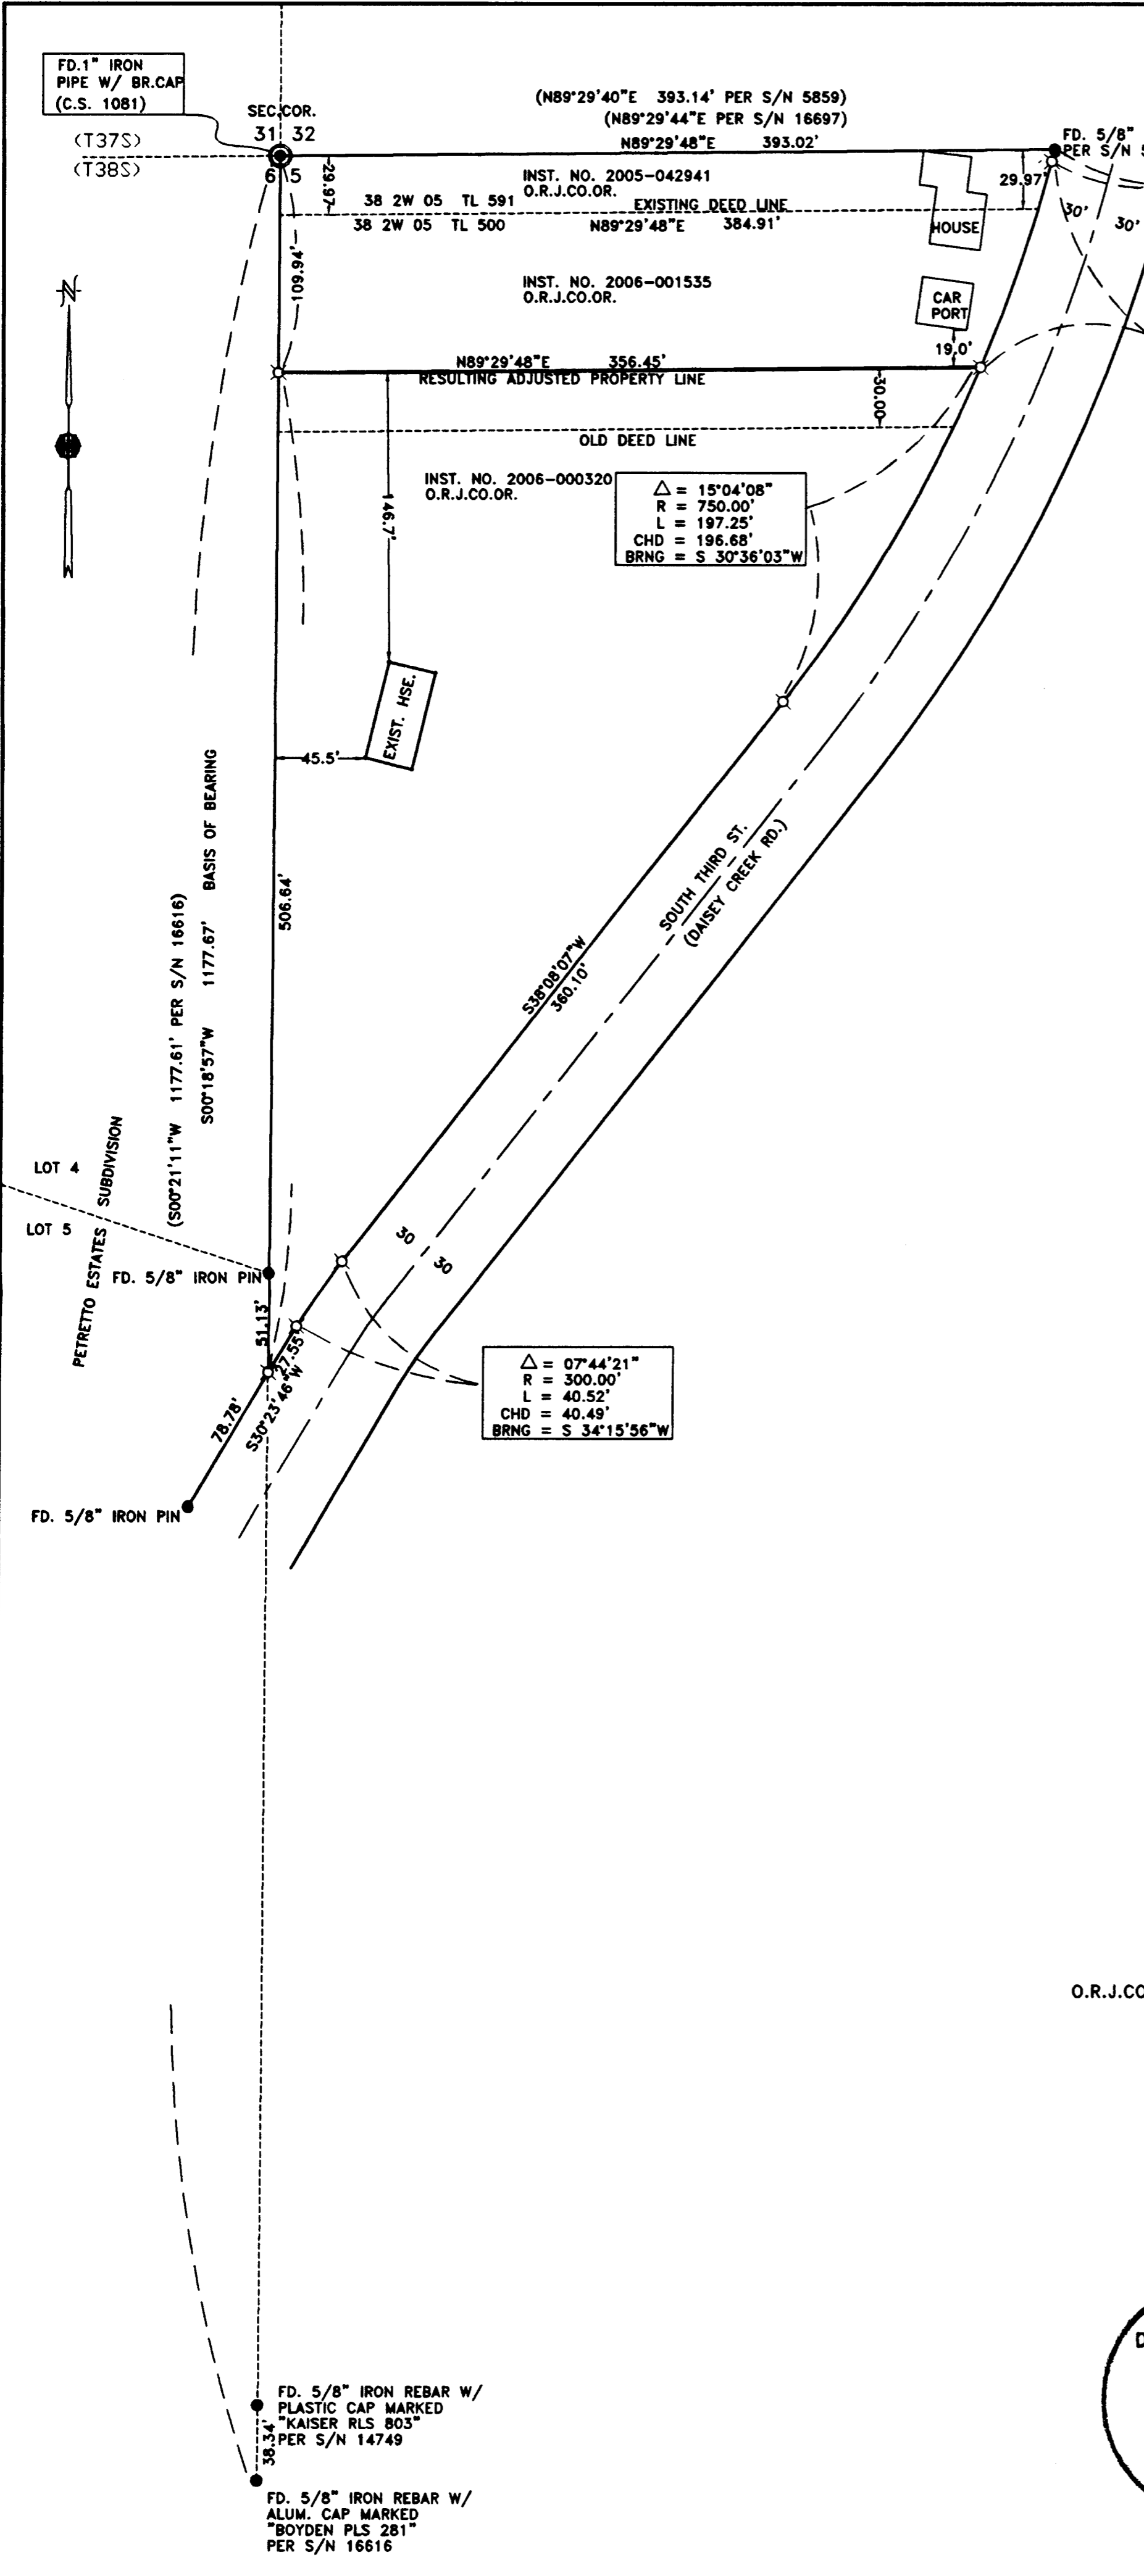 FD.1" IRON
PIPE W/ BR.CAP
(C.S. 1081)
SEC.COR.
31 32
(T37S)
(T38S)
6 5
(N89°29'40"E 393.14' PER S/N 5859)
(N89°29'44"E PER S/N 16697)
N89°29'48"E 393.02'
FD. 5/8"
PER S/N
29.97
INST. NO. 2005-042941
O.R.J.CO.OR.
29.97'
38 2W 05 TL 591
EXISTING DEED LINE
38 2W 05 TL 500
N89°29'48"E 384.91'
HOUSE
30'
30'
N
109.94'
INST. NO. 2006-001535
O.R.J.CO.OR.
CAR
PORT
19.0'
N89°29'48"E 356.45'
RESULTING ADJUSTED PROPERTY LINE
30.00
OLD DEED LINE
INST. NO. 2006-000320
O.R.J.CO.OR.
146.7'
△ = 15°04'08"
R = 750.00'
L = 197.25'
CHD = 196.68'
BRNG = S 30°36'03"W
EXIST. HSE.
45.5'
506.64'
S00°18'57"W 1177.67' BASIS OF BEARING
(S00°21'11"W 1177.61' PER S/N 16616)
SOUTH THIRD ST.
(DAISEY CREEK RD.)
S38°08'07"W
360.10'
LOT 4
LOT 5
PETRETTO ESTATES SUBDIVISION
FD. 5/8" IRON PIN
30
30
51.13'
27.55'
S30°23'46"W
78.78'
△ = 07°44'21"
R = 300.00'
L = 40.52'
CHD = 40.49'
BRNG = S 34°15'56"W
FD. 5/8" IRON PIN
O.R.J.CO
FD. 5/8" IRON REBAR W/
PLASTIC CAP MARKED
"KAISER RLS 803"
PER S/N 14749
38.34'
FD. 5/8" IRON REBAR W/
ALUM. CAP MARKED
"BOYDEN PLS 281"
PER S/N 16616